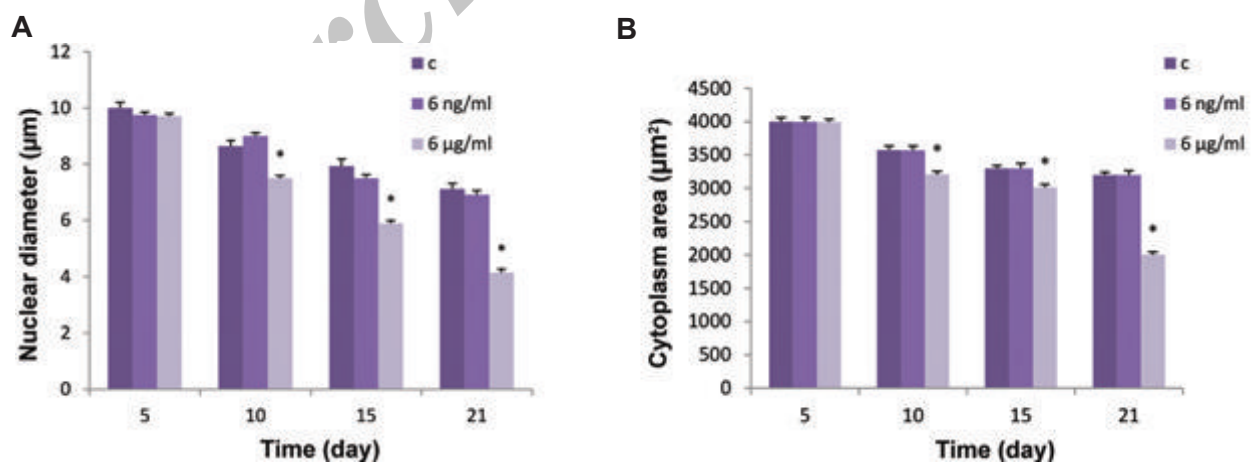 A
12
10
8
6
4
2
0
Nuclear diameter (µm)
c
6 ng/ml
6 µg/ml
*
*
*
5 10 15 21
Time (day)
B
4500
4000
3500
3000
2500
2000
1500
1000
500
0
Cytoplasm area (µm²)
c
6 ng/ml
6 µg/ml
*
*
*
5 10 15 21
Time (day)